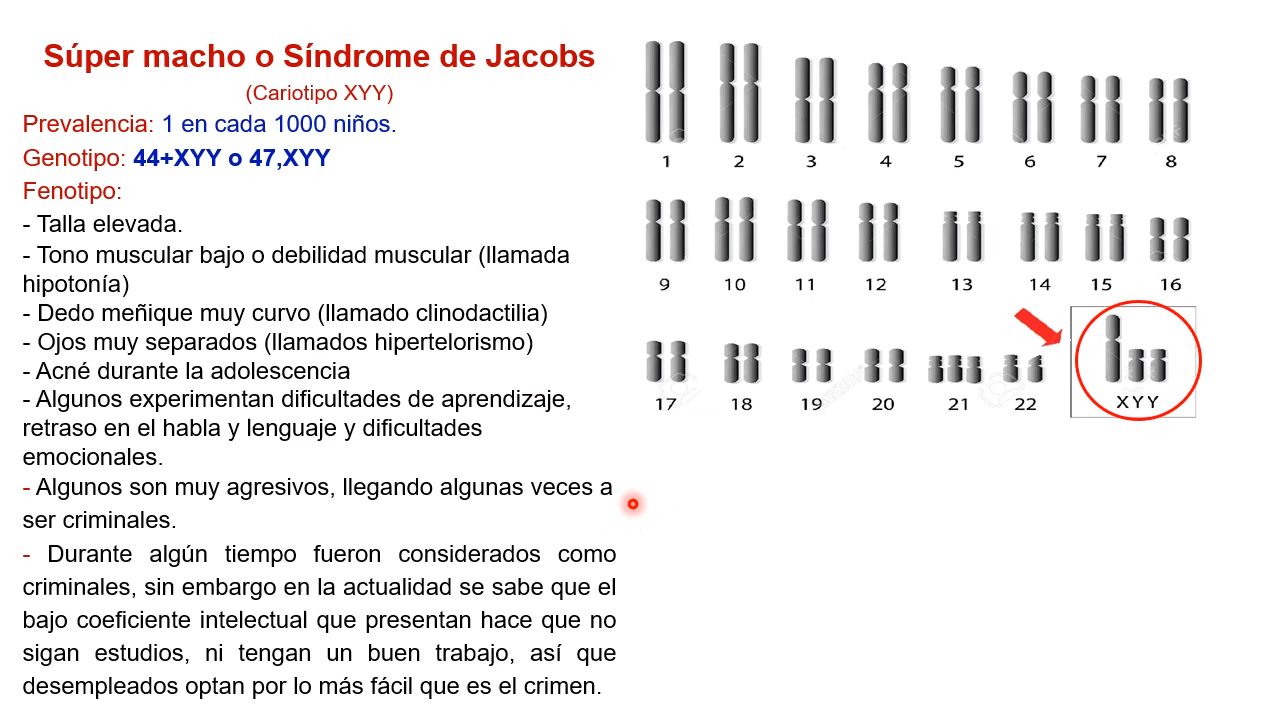 Súper macho o Síndrome de Jacobs
(Cariotipo XYY)
Prevalencia: 1 en cada 1000 niños.
Genotipo: 44+XYY o 47,XYY
Fenotipo:
- Talla elevada.
- Tono muscular bajo o debilidad muscular (llamada
hipotonía)
- Dedo meñique muy curvo (llamado clinodactilia)
- Ojos muy separados (llamados hipertelorismo)
- Acné durante la adolescencia
- Algunos experimentan dificultades de aprendizaje,
retraso en el habla y lenguaje y dificultades
emocionales.
- Algunos son muy agresivos, llegando algunas veces a
ser criminales.
- Durante algún tiempo fueron considerados como
criminales, sin embargo en la actualidad se sabe que el
bajo coeficiente intelectual que presentan hace que no
sigan estudios, ni tengan un buen trabajo, así que
desempleados optan por lo más fácil que es el crimen.
1 2 3 4 5 6 7 8
9 10 11 12 13 14 15 16
17 18 19 20 21 22 XYY